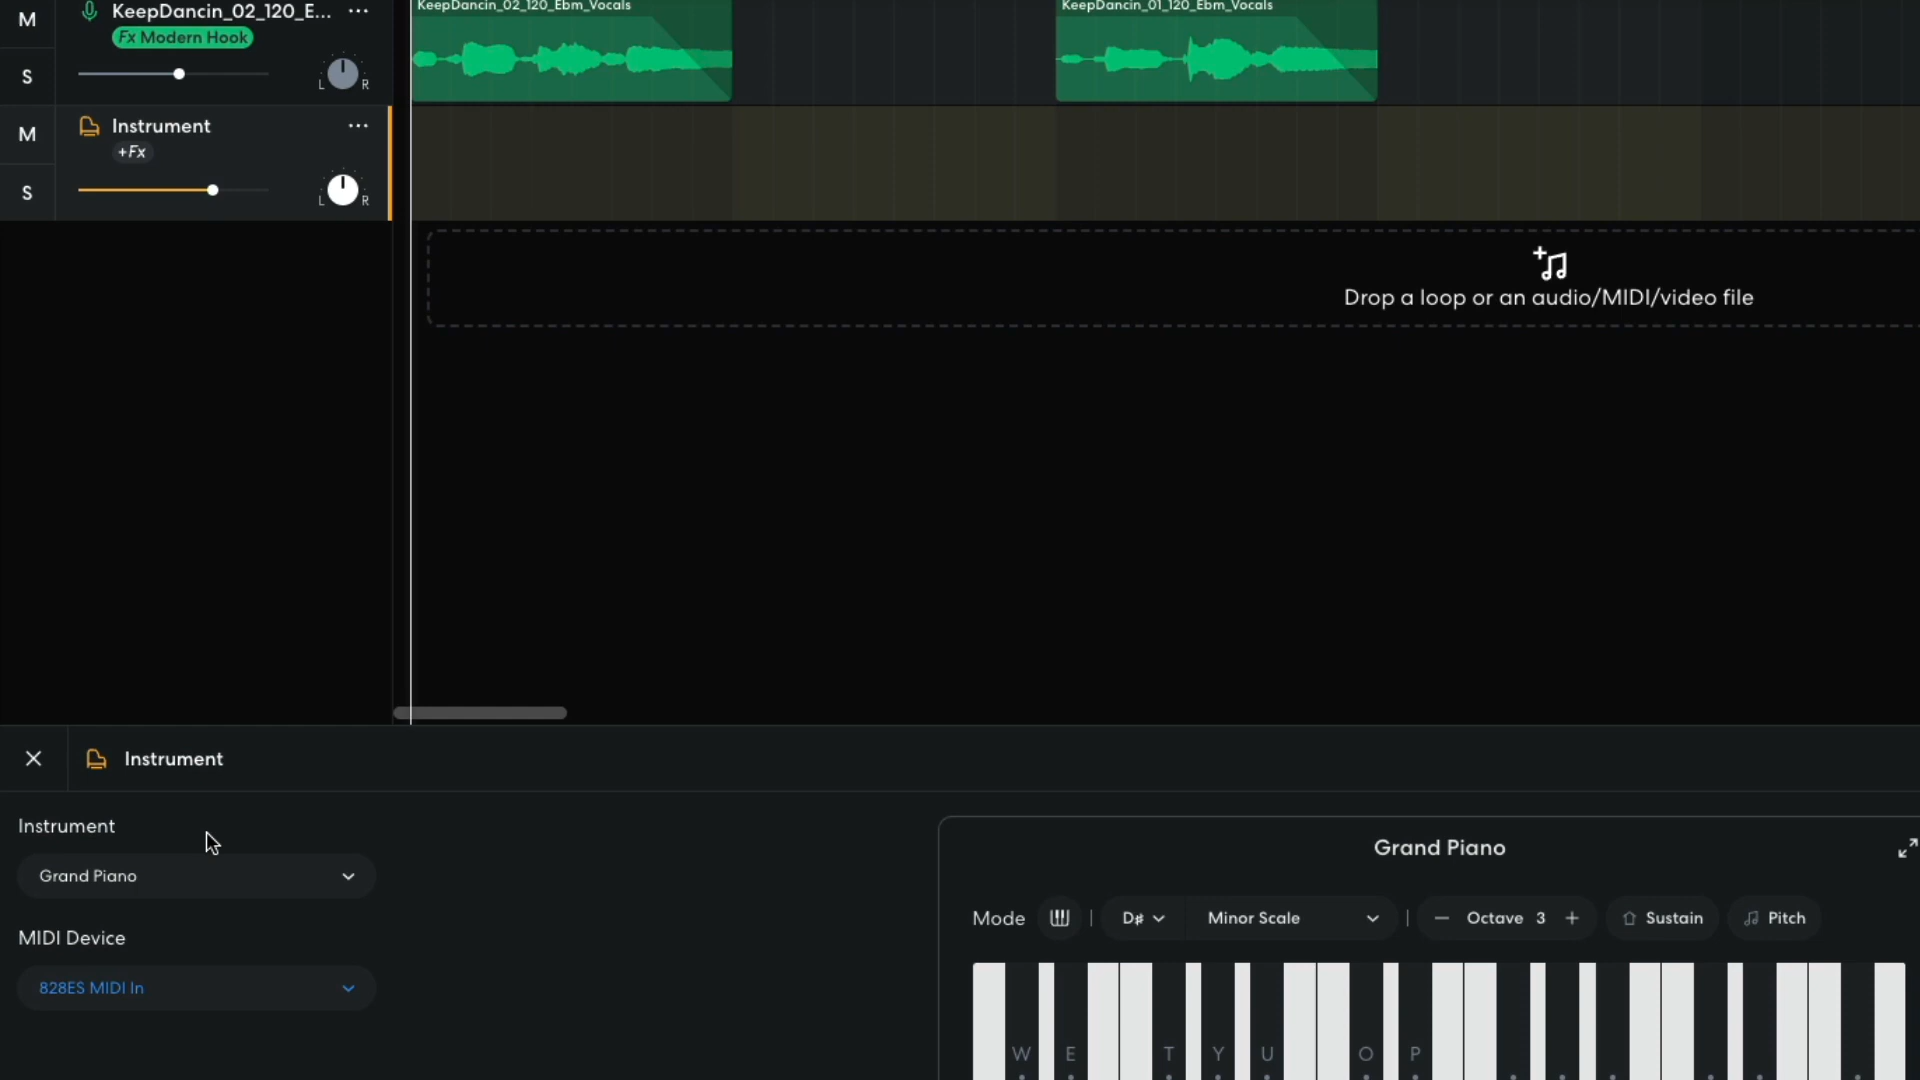 M
KeepDancin_02_120_E... ...
Fx Modern Hook
S
L R
KeepDancin_02_120_Ebm_Vocals
KeepDancin_01_120_Ebm_Vocals
M
Instrument ...
+Fx
S
L R
Drop a loop or an audio/MIDI/video file
Instrument
Instrument
Grand Piano
MIDI Device
828ES MIDI In
Grand Piano
Mode | D♯ Minor Scale | — Octave 3 + Sustain Pitch
W E T Y U O P